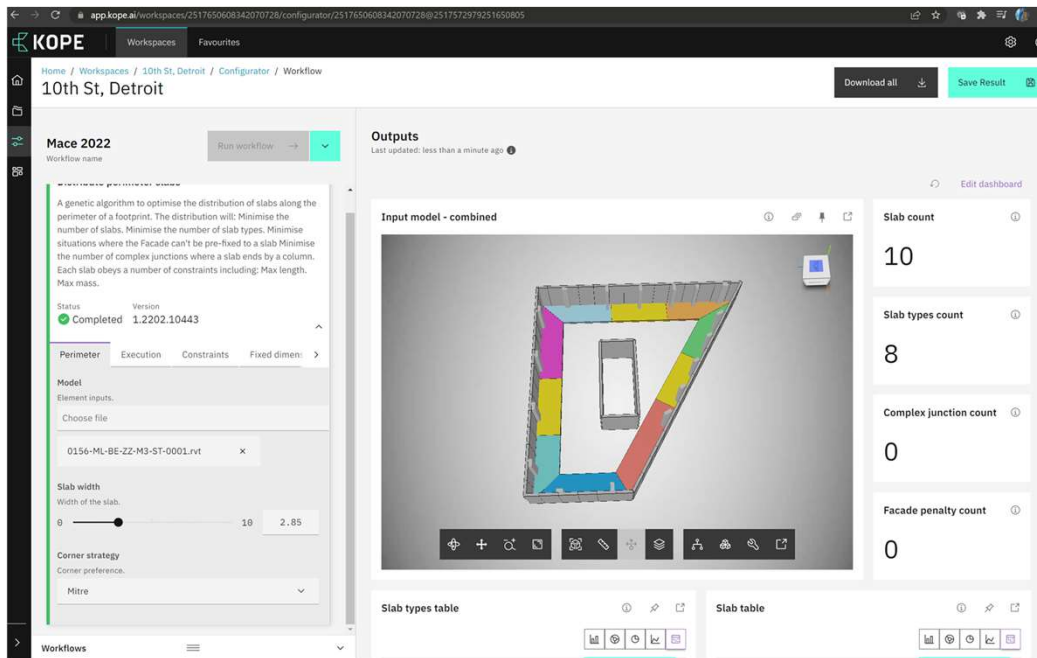 app.kope.ai/workspaces/2517650608342070728/configurator/2517650608342070728@2517572979251650805
KOPE
Workspaces
Favourites
Home / Workspaces / 10th St, Detroit / Configurator / Workflow
10th St, Detroit
Download all
Save Result
Mace 2022
Workflow name
Run workflow
Distribute perimeter slabs
A genetic algorithm to optimise the distribution of slabs along the
perimeter of a footprint. The distribution will: Minimise the
number of slabs, Minimise the number of slab types. Minimise
situations where the Facade can't be pre-fixed to a slab Minimise
the number of complex junctions where a slab ends by a column.
Each slab obeys a number of constraints including: Max length.
Max mass.
Status
Version
Completed
1.2202.10443
Perimeter
Execution
Constraints
Fixed dimen:
Model
Element inputs.
Choose file
0156-ML-BE-ZZ-M3-ST-0001.rvt
Slab width
Width of the slab.
0
10
2.85
Corner strategy
Corner preference.
Mitre
Workflows
Outputs
Last updated: less than a minute ago
Edit dashboard
Input model - combined
Slab count
10
Slab types count
8
Complex junction count
0
Facade penalty count
0
Slab types table
Slab table